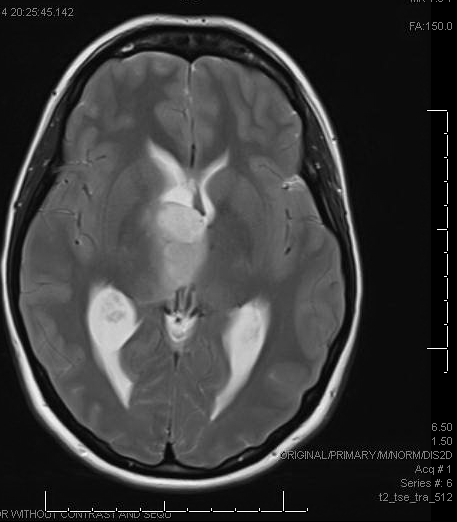 4 20:25:45.142
FA:150.0
6.50
1.50
ORIGINAL/PRIMARY/M/NORM/DIS2D
Acq # 1
Series #: 6
t2_tse_tra_512
OR WITHOUT CONTRAST AND SEQU